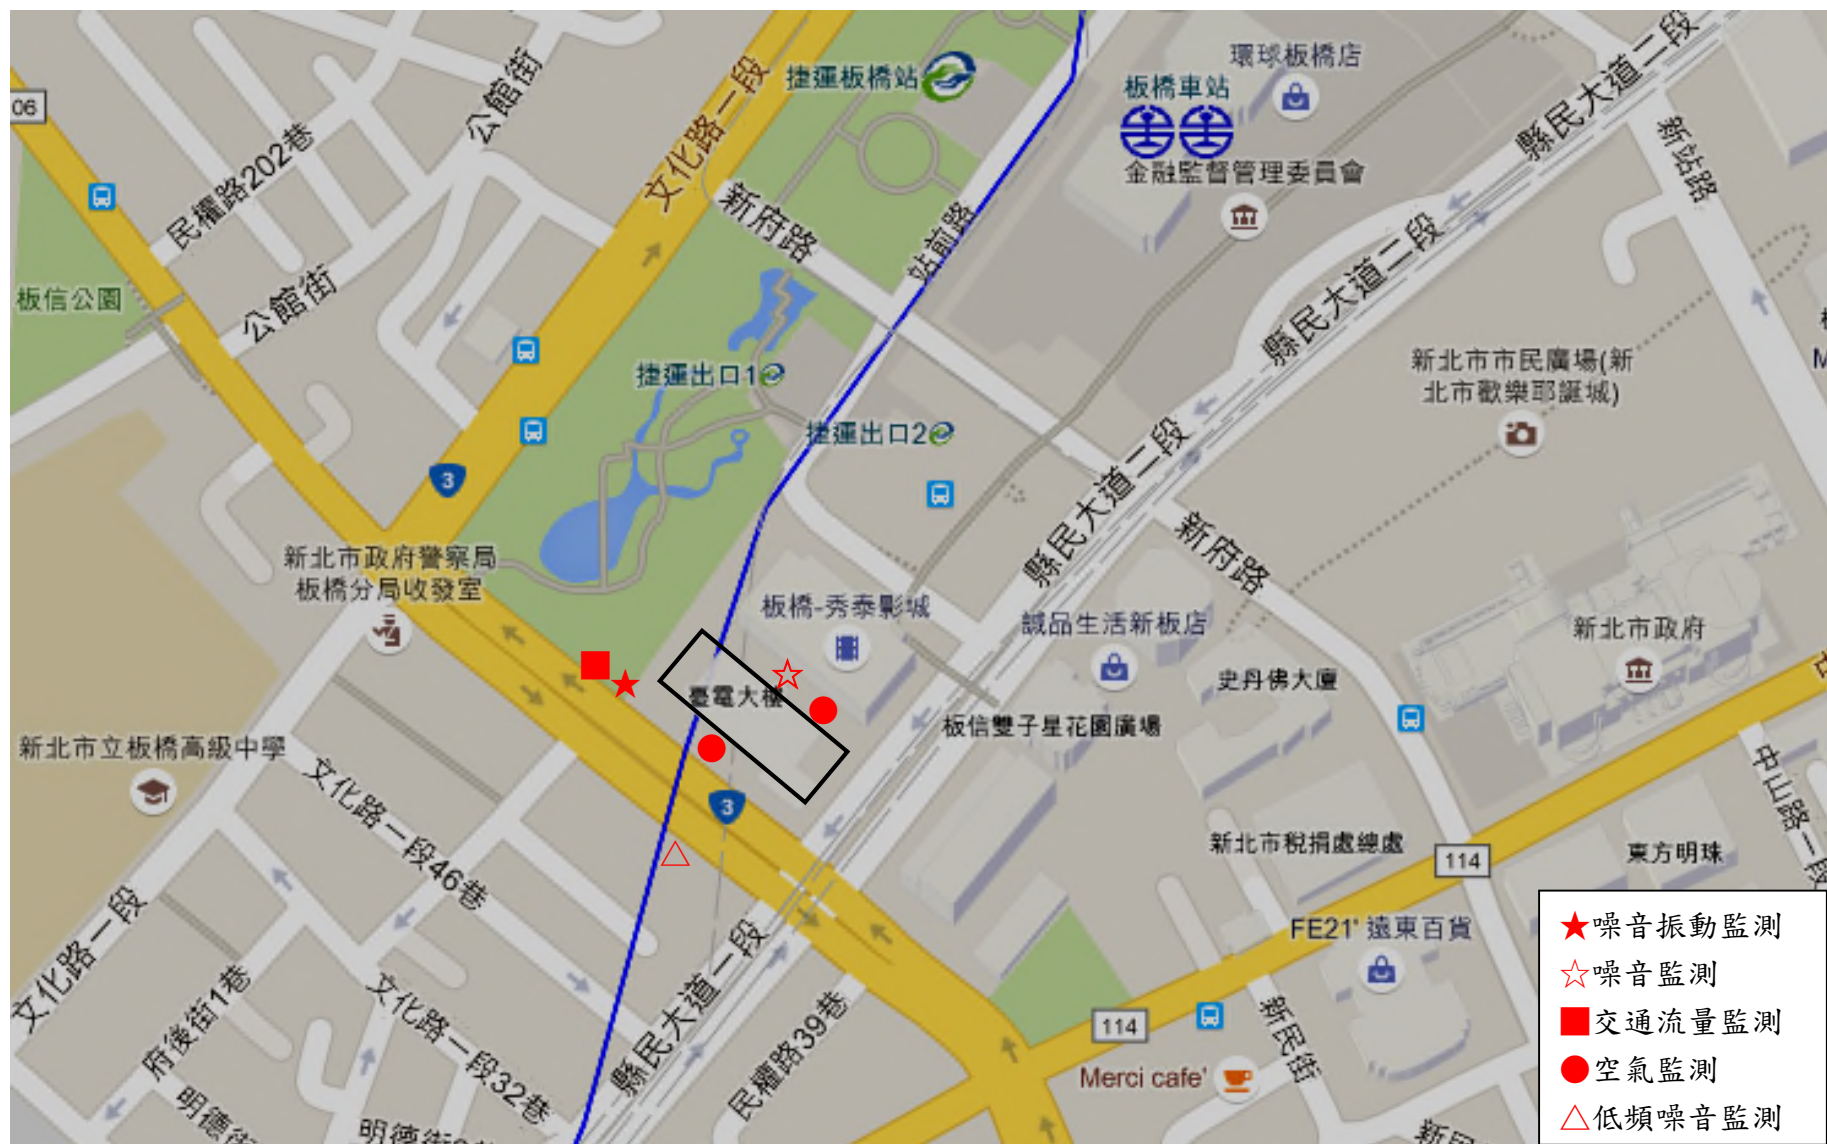 環球板橋店
捷運板橋站
板橋車站
縣民大道二段
06
公館街
文化路一段
金融監督管理委員會
新站路
民權路202巷
新府路
站前路
縣民大道二段
板信公園
公館街
捷運出口1
新北市市民廣場(新
北市歡樂耶誕城)
捷運出口2
3
縣民大道二段
新府路
新北市政府警察局
板橋分局收發室
板橋-秀泰影城
誠品生活新板店
新北市政府
史丹佛大廈
臺電大樓
板信雙子星花園廣場
新北市立板橋高級中學
文化路一段46巷
3
中山路一段
新北市稅捐處總處
114
東方明珠
文化路一段
府後街1巷
文化路一段32巷
縣民大道一段
民權路39巷
FE21' 遠東百貨
114
新民街
Merci cafe'
明德街
噪音振動監測
噪音監測
交通流量監測
空氣監測
低頻噪音監測